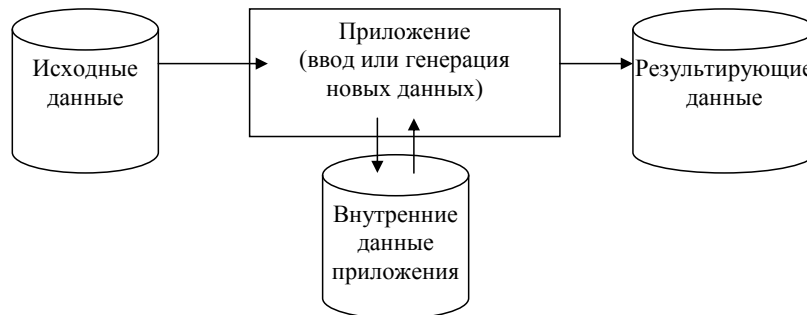 Исходные
данные
Приложение
(ввод или генерация
новых данных)
Результирующие
данные
Внутренние
данные
приложения